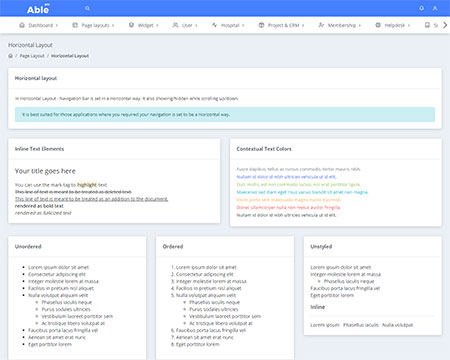 Able pro
Dashboard
Page layouts
Widget
User
Hospital
Project & CRM
Membership
Helpdesk
Horizontal Layout
/ Page Layout / Horizontal Layout
Horizontal layout
In Horizontal Layout - Navigation bar is set in a horizontal way. It also showing/hidden while scrolling up/down.
It is best suited for those applications where you required your navigation is set to be a horizontal way.
Inline Text Elements
Your title goes here
You can use the mark tag to highlight text.
This line of text is meant to be treated as deleted text.
This line of text is meant to be treated as an addition to the document.
rendered as bold text
rendered as italicized text
Contextual Text Colors
Fusce dapibus, tellus ac cursus commodo, tortor mauris nibh.
Nullam id dolor id nibh ultricies vehicula ut id elit.
Duis mollis, est non commodo luctus, nisi erat porttitor ligula.
Maecenas sed diam eget risus varius blandit sit amet non magna.
Etiam porta sem malesuada magna mollis euismod.
Donec ullamcorper nulla non metus auctor fringilla.
Nullam id dolor id nibh ultricies vehicula ut id elit.
Unordered
Lorem ipsum dolor sit amet
Consectetur adipiscing elit
Integer molestie lorem at massa
Facilisis in pretium nisl aliquet
Nulla volutpat aliquam velit
Phasellus iaculis neque
Purus sodales ultricies
Vestibulum laoreet porttitor sem
Ac tristique libero volutpat at
Faucibus porta lacus fringilla vel
Aenean sit amet erat nunc
Eget porttitor lorem
Ordered
1. Lorem ipsum dolor sit amet
2. Consectetur adipiscing elit
3. Integer molestie lorem at massa
4. Facilisis in pretium nisl aliquet
5. Nulla volutpat aliquam velit
Phasellus iaculis neque
Purus sodales ultricies
Vestibulum laoreet porttitor sem
Ac tristique libero volutpat at
6. Faucibus porta lacus fringilla vel
7. Aenean sit amet erat nunc
8. Eget porttitor lorem
Unstyled
Lorem ipsum dolor sit amet
Integer molestie lorem at massa
Phasellus iaculis neque
Faucibus porta lacus fringilla vel
Eget porttitor lorem
Inline
Lorem ipsum Phasellus iaculis Nulla volutpat